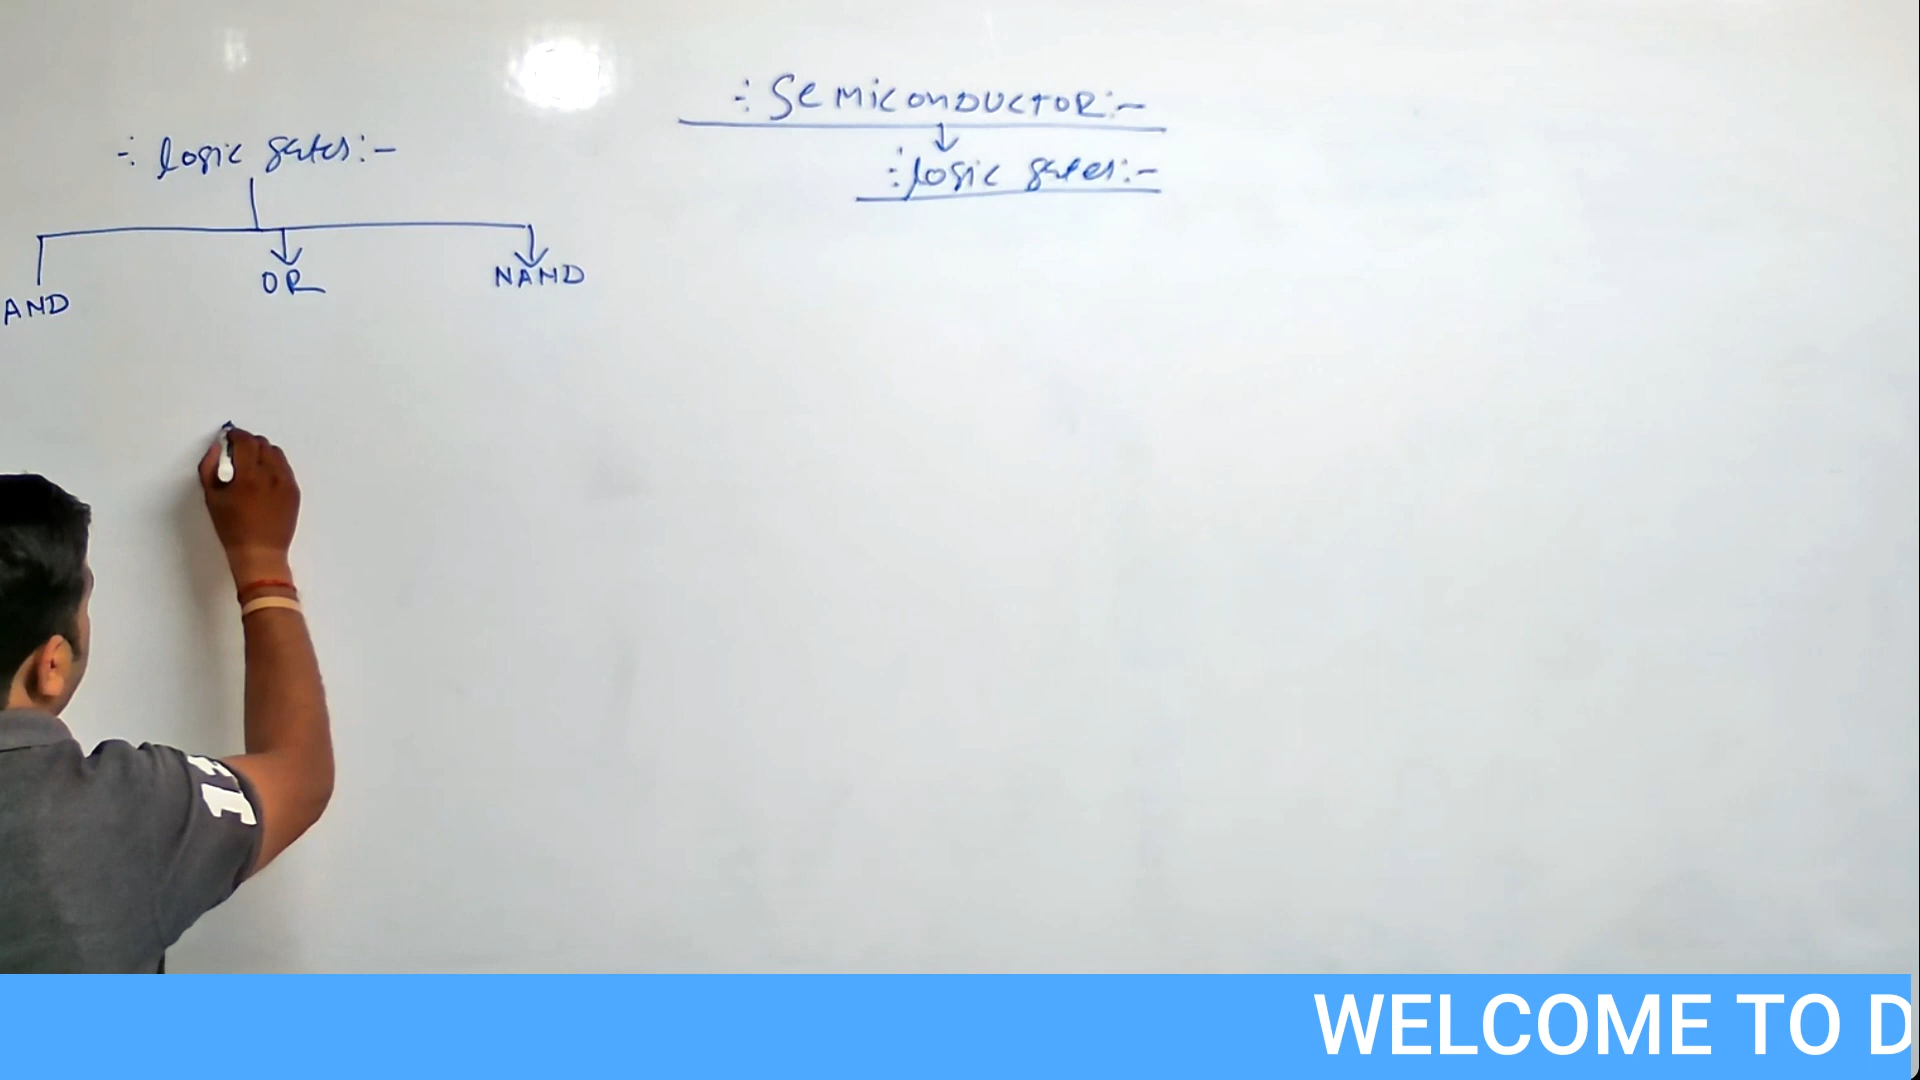 -: SEMICONDUCTOR:-
:logic gates:-
-: logic gates:-
AND OR NAND
WELCOME TO D